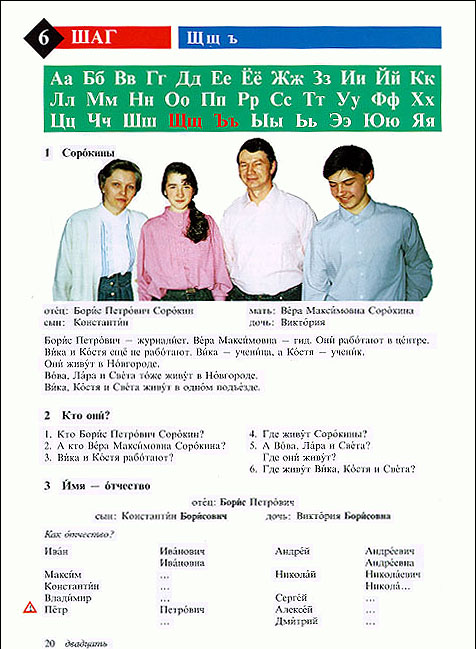 6 ШАГ Щщ ъ
Аа Бб Вв Гг Дд Ее Ёё Жж Зз Ии Йй Кк
Лл Мм Нн Оо Пп Рр Сс Тт Уу Фф Хх
Цц Чч Шш Щщ Ъъ Ыы Ьь Ээ Юю Яя
1 Соро́кины
оте́ц: Бори́с Петро́вич Соро́кин мать: Ве́ра Макси́мовна Соро́кина
сын: Константи́н дочь: Викто́рия
Бори́с Петро́вич — журнали́ст. Ве́ра Макси́мовна — гид. Они́ рабо́тают в це́нтре.
Ви́ка и Ко́стя ещё не рабо́тают. Ви́ка — учени́ца, а Ко́стя — учени́к.
Они́ живу́т в Но́вгороде.
Во́ва, Ла́ра и Све́та то́же живу́т в Но́вгороде.
Ви́ка, Ко́стя и Све́та живу́т в одно́м подъе́зде.
2 Кто они́?
1. Кто Бори́с Петро́вич Соро́кин?
2. А кто Ве́ра Макси́мовна Соро́кина?
3. Ви́ка и Ко́стя рабо́тают?
4. Где живу́т Соро́кины?
5. А Во́ва, Ла́ра и Све́та?
Где они́ живу́т?
6. Где живу́т Ви́ка, Ко́стя и Све́та?
3 И́мя — о́тчество
оте́ц: Бори́с Петро́вич
сын: Константи́н Бори́сович дочь: Викто́рия Бори́совна
Как о́тчество?
Ива́н Ива́нович Андре́й Андре́евич
Ива́новна Андре́евна
Макси́м ... Никола́й Никола́евич
Константи́н ... Никола́...
Влади́мир ... Серге́й ...
Пётр Петро́вич Алексе́й ...
... Дми́трий ...
20 два́дцать